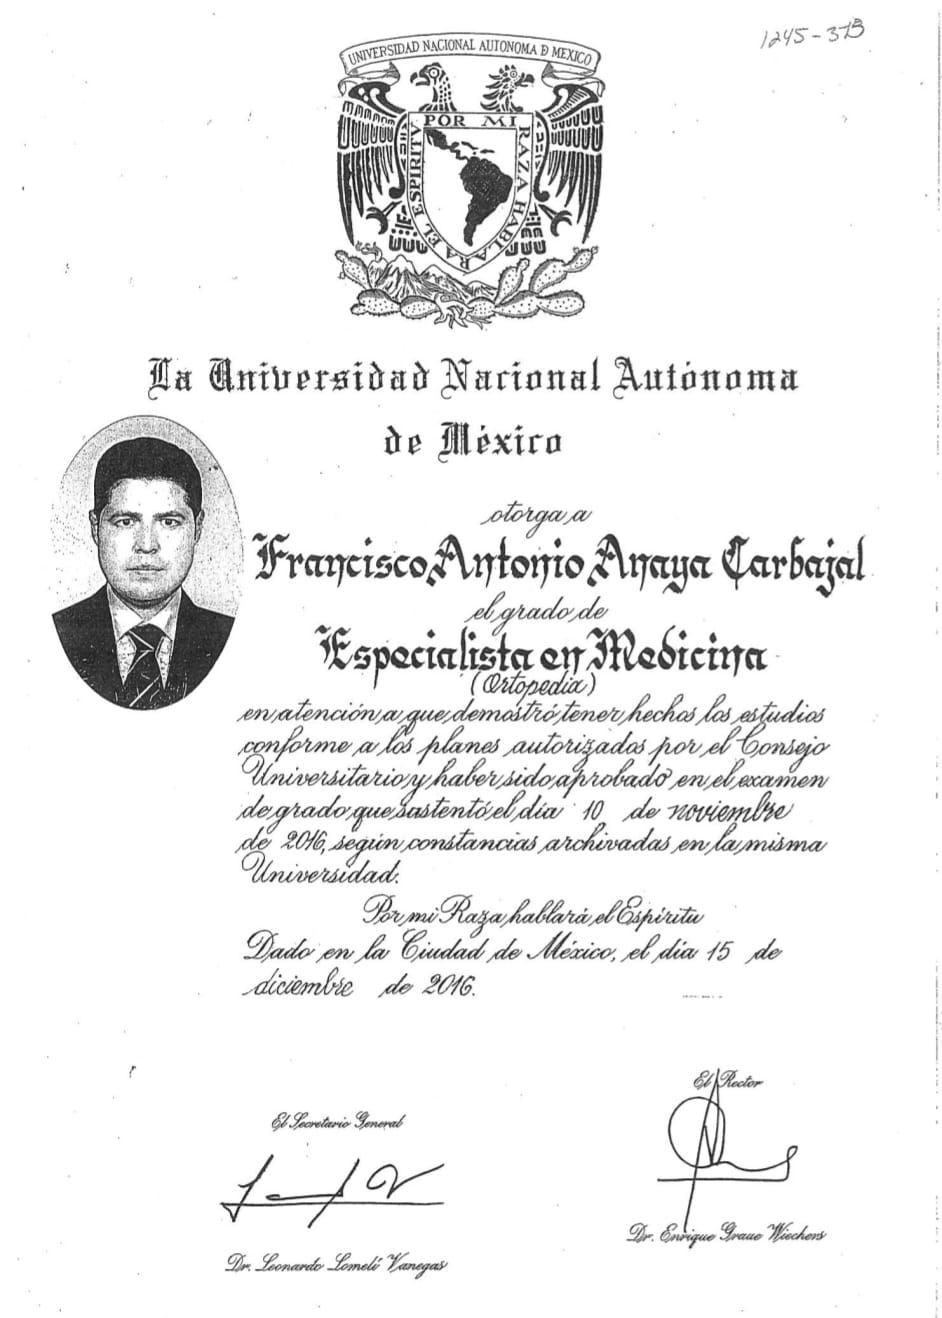 1245-373
UNIVERSIDAD NACIONAL AUTONOMA D MEXICO
POR MI RAZA HABLARA EL ESPIRITU
La Universidad Nacional Autónoma
de México
otorga a
Francisco Antonio Anaya Carbajal
el grado de
Especialista en Medicina
(Ortopedia)
en atención a que demostró tener hechos los estudios
conforme a los planes autorizados por el Consejo
Universitario y haber sido aprobado en el examen
de grado que sustentó el día 10 de noviembre
de 2016, según constancias archivadas en la misma
Universidad.
Por mi Raza hablará el Espíritu
Dado en la Ciudad de México, el día 15 de
diciembre de 2016.
El Rector
El Secretario General
Dr. Enrique Graue Wiechers
Dr. Leonardo Lomelí Vanegas